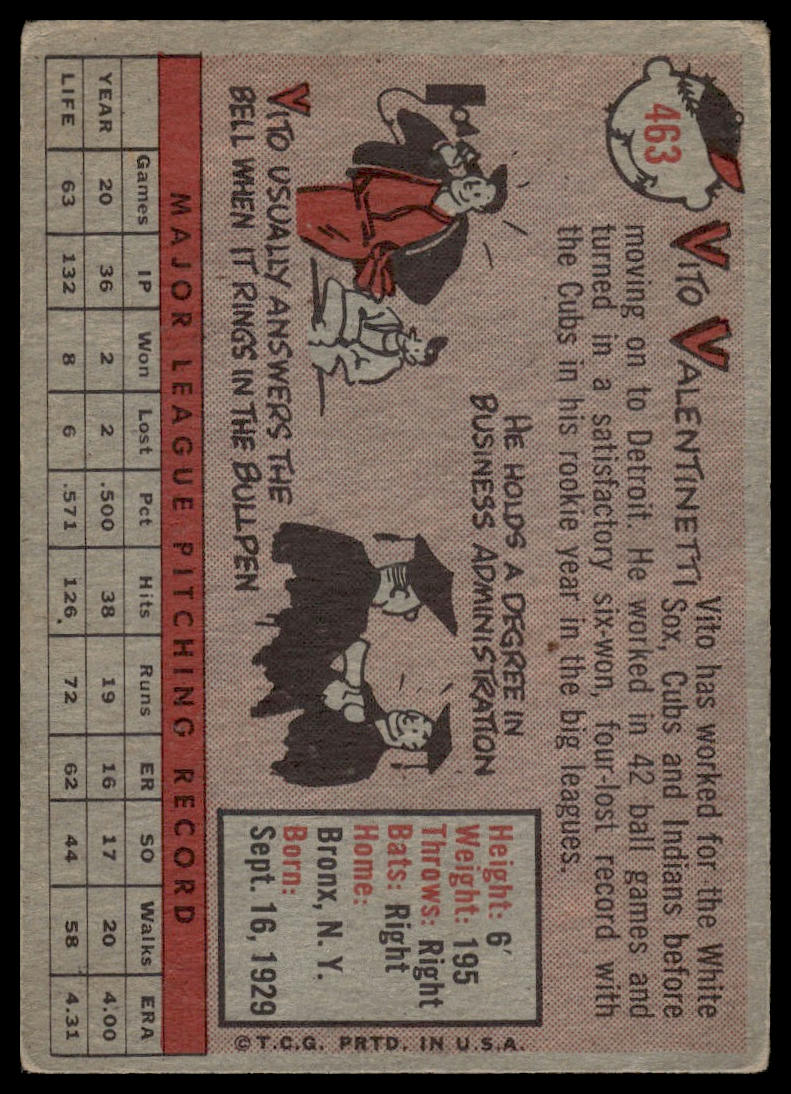 463
VITO VALENTINETTI
Vito has worked for the White
Sox, Cubs and Indians before
moving on to Detroit. He worked in 42 ball games and
turned in a satisfactory six-won, four-lost record with
the Cubs in his rookie year in the big leagues.
HE HOLDS A DEGREE IN
BUSINESS ADMINISTRATION
VITO USUALLY ANSWERS THE
BELL WHEN IT RINGS IN THE BULLPEN
Height: 6'
Weight: 195
Throws: Right
Bats: Right
Home:
Bronx, N. Y.
Born:
Sept. 16, 1929
© T.C.G. PRTD. IN U.S.A.
MAJOR LEAGUE PITCHING RECORD
Games IP Won Lost Pct Hits Runs ER SO Walks ERA
YEAR 20 36 2 2 .500 38 19 16 17 20 4.00
LIFE 63 132 8 6 .571 126 72 62 44 58 4.31